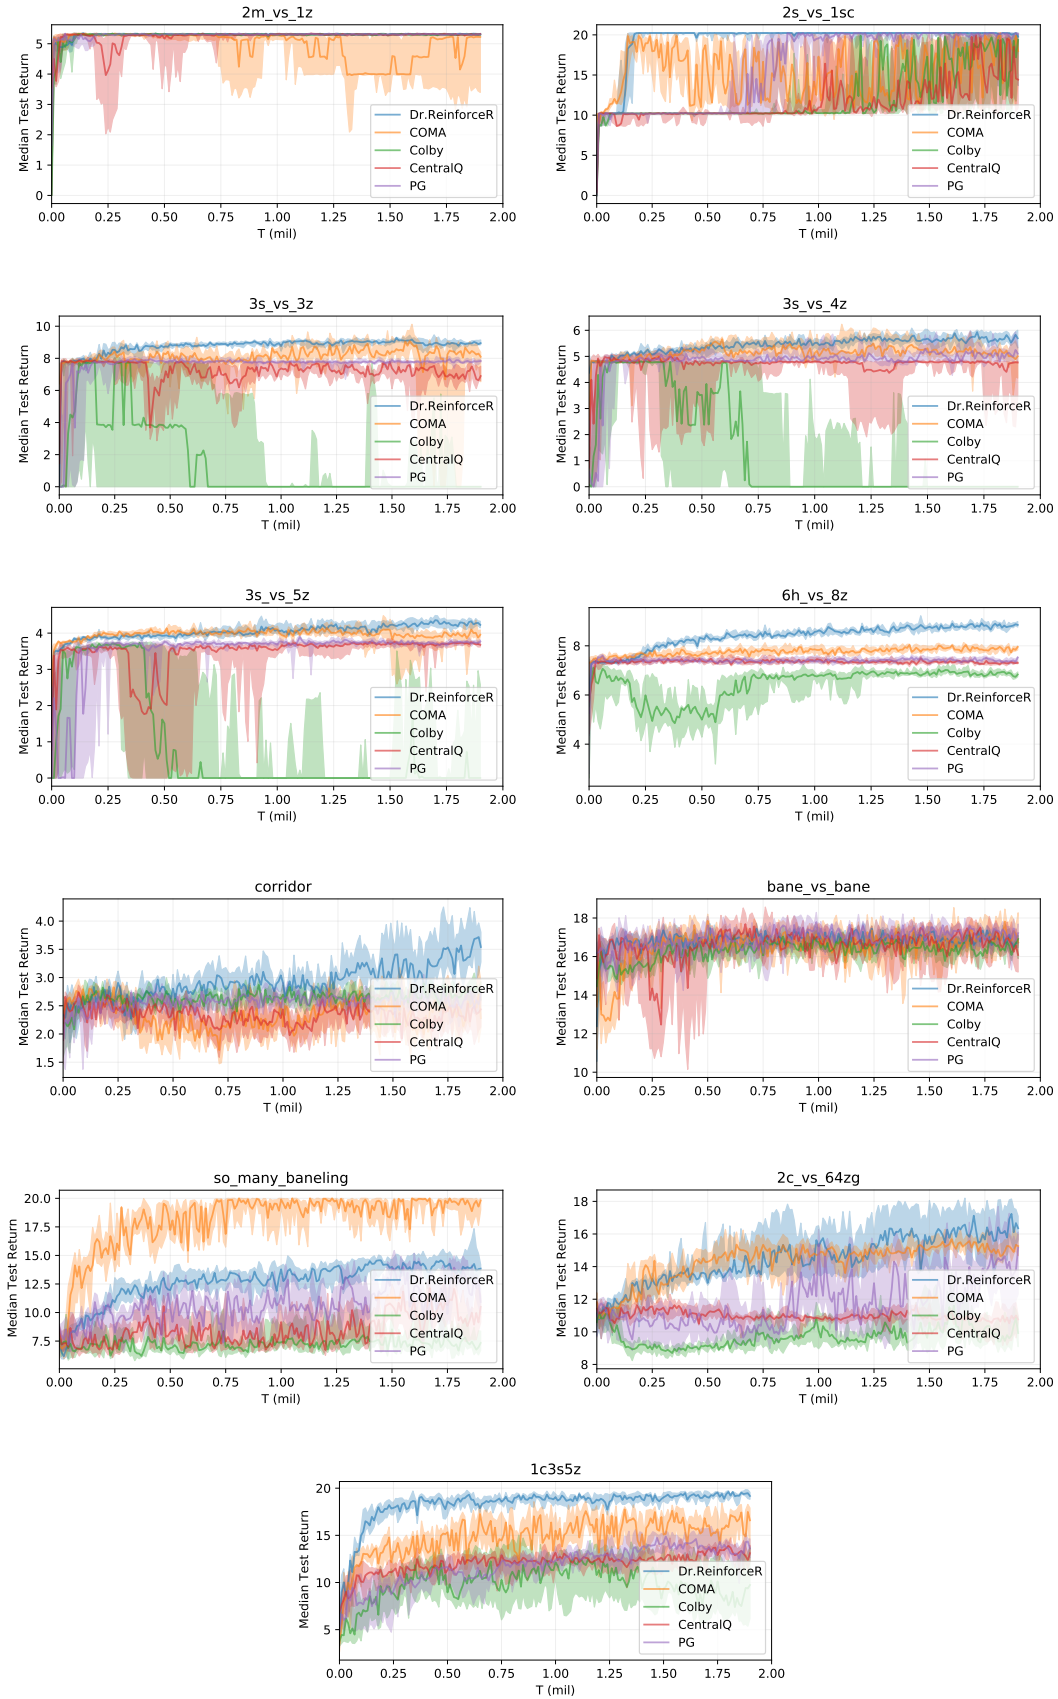 2m_vs_1z
Median Test Return
5
4
3
2
1
0
Dr.ReinforceR
COMA
Colby
CentralQ
PG
0.00 0.25 0.50 0.75 1.00 1.25 1.50 1.75 2.00
T (mil)
2s_vs_1sc
Median Test Return
20
15
10
5
0
Dr.ReinforceR
COMA
Colby
CentralQ
PG
0.00 0.25 0.50 0.75 1.00 1.25 1.50 1.75 2.00
T (mil)
3s_vs_3z
Median Test Return
10
8
6
4
2
0
Dr.ReinforceR
COMA
Colby
CentralQ
PG
0.00 0.25 0.50 0.75 1.00 1.25 1.50 1.75 2.00
T (mil)
3s_vs_4z
Median Test Return
6
5
4
3
2
1
0
Dr.ReinforceR
COMA
Colby
CentralQ
PG
0.00 0.25 0.50 0.75 1.00 1.25 1.50 1.75 2.00
T (mil)
3s_vs_5z
Median Test Return
4
3
2
1
0
Dr.ReinforceR
COMA
Colby
CentralQ
PG
0.00 0.25 0.50 0.75 1.00 1.25 1.50 1.75 2.00
T (mil)
6h_vs_8z
Median Test Return
8
6
4
Dr.ReinforceR
COMA
Colby
CentralQ
PG
0.00 0.25 0.50 0.75 1.00 1.25 1.50 1.75 2.00
T (mil)
corridor
Median Test Return
4.0
3.5
3.0
2.5
2.0
1.5
Dr.ReinforceR
COMA
Colby
CentralQ
PG
0.00 0.25 0.50 0.75 1.00 1.25 1.50 1.75 2.00
T (mil)
bane_vs_bane
Median Test Return
18
16
14
12
10
Dr.ReinforceR
COMA
Colby
CentralQ
PG
0.00 0.25 0.50 0.75 1.00 1.25 1.50 1.75 2.00
T (mil)
so_many_baneling
Median Test Return
20.0
17.5
15.0
12.5
10.0
7.5
Dr.ReinforceR
COMA
Colby
CentralQ
PG
0.00 0.25 0.50 0.75 1.00 1.25 1.50 1.75 2.00
T (mil)
2c_vs_64zg
Median Test Return
18
16
14
12
10
8
Dr.ReinforceR
COMA
Colby
CentralQ
PG
0.00 0.25 0.50 0.75 1.00 1.25 1.50 1.75 2.00
T (mil)
1c3s5z
Median Test Return
20
15
10
5
Dr.ReinforceR
COMA
Colby
CentralQ
PG
0.00 0.25 0.50 0.75 1.00 1.25 1.50 1.75 2.00
T (mil)